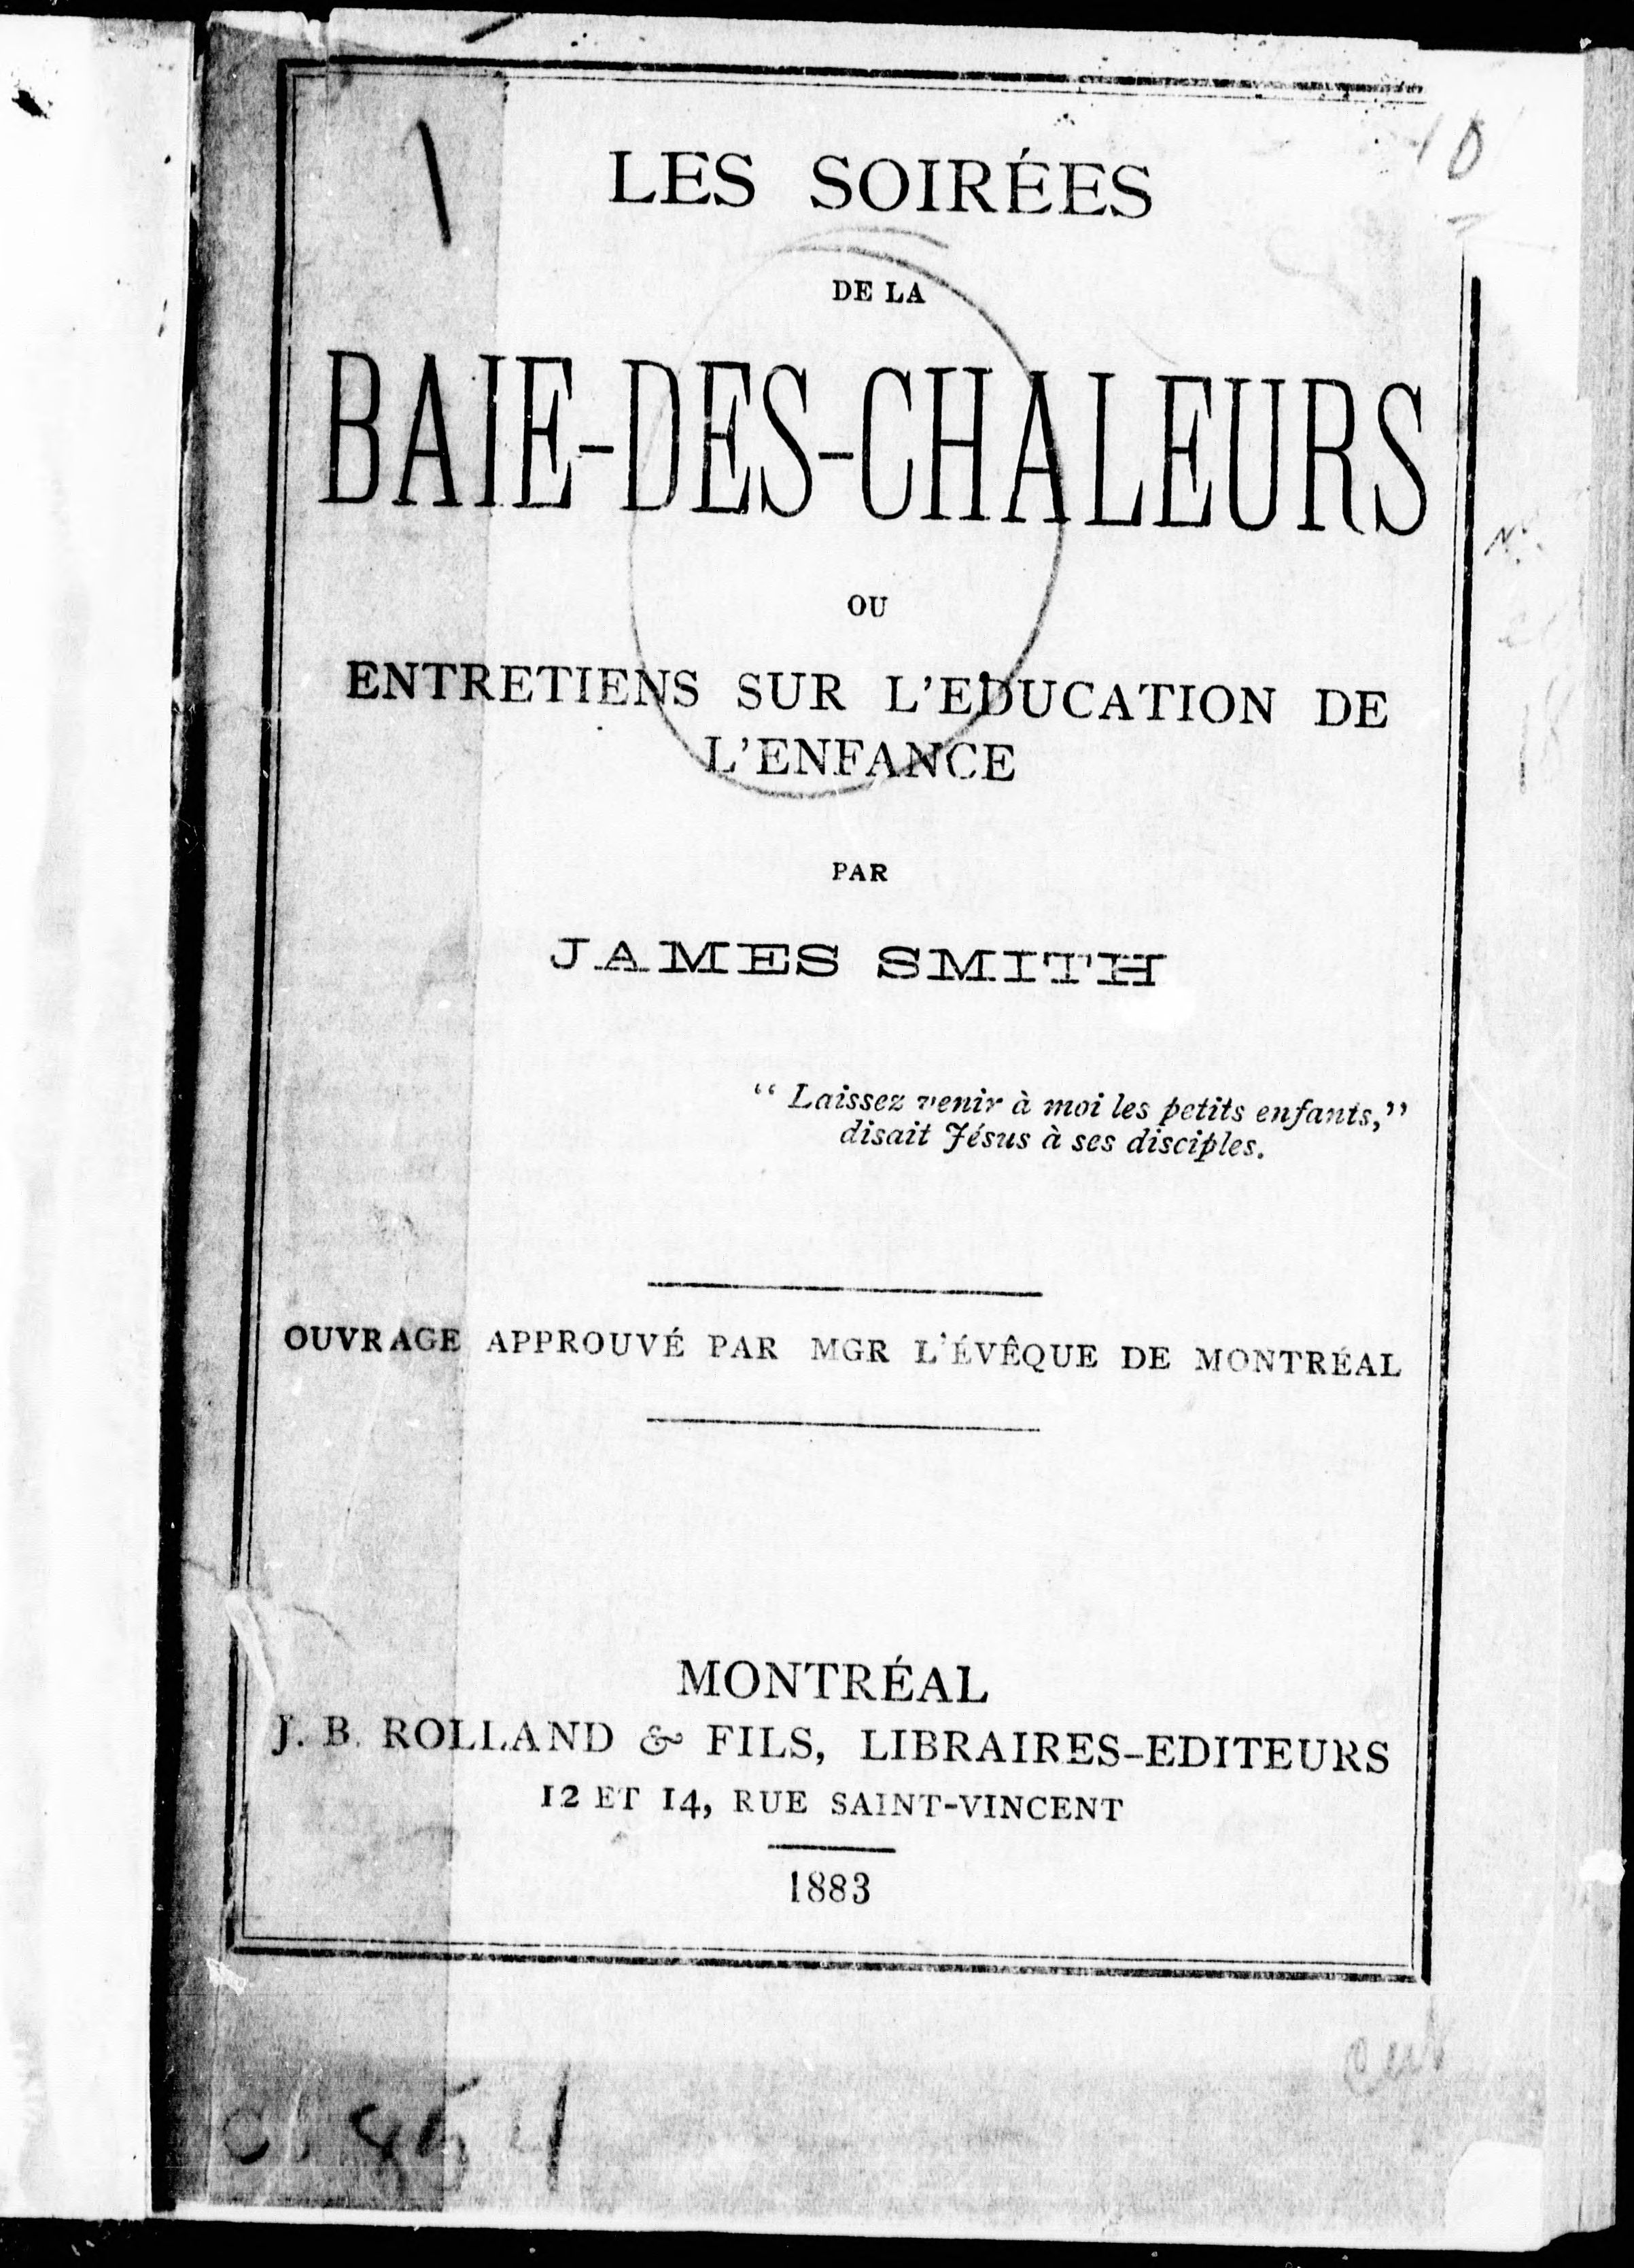 LES SOIRÉES
DE LA
BAIE-DES-CHALEURS
OU
ENTRETIENS SUR L'EDUCATION DE
L'ENFANCE
PAR
JAMES SMITH
“ Laissez venir à moi les petits enfants,”
disait Jésus à ses disciples.
OUVRAGE APPROUVÉ PAR MGR L'ÉVÊQUE DE MONTRÉAL
MONTRÉAL
J. B. ROLLAND & FILS, LIBRAIRES-EDITEURS
12 ET 14, RUE SAINT-VINCENT
1883